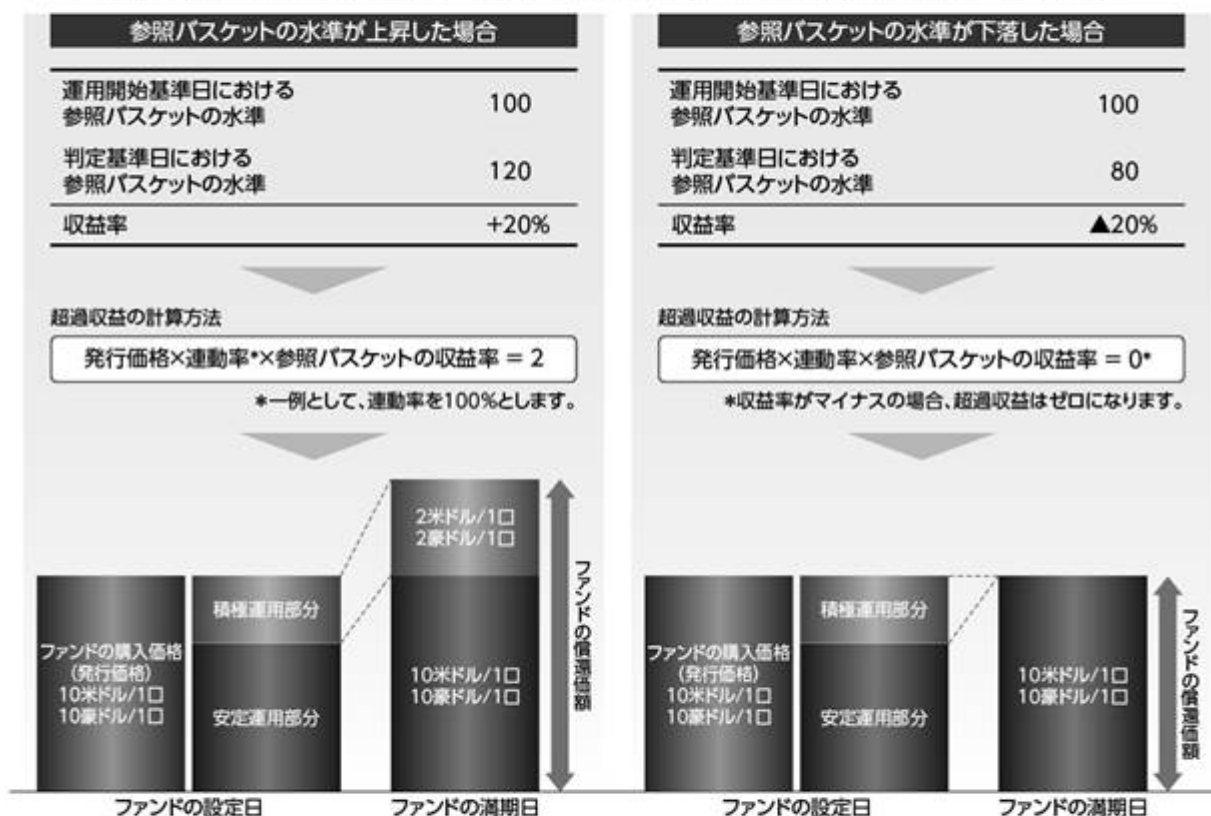 参照バスケットの水準が上昇した場合
運用開始基準日における
参照バスケットの水準
100
判定基準日における
参照バスケットの水準
120
収益率
+20%
超過収益の計算方法
発行価格×連動率*×参照バスケットの収益率 = 2
*一例として、連動率を100%とします。
2米ドル/1口
2豪ドル/1口
積極運用部分
ファンドの購入価格
(発行価格)
10米ドル/1口
10豪ドル/1口
安定運用部分
10米ドル/1口
10豪ドル/1口
ファンドの償還価額
ファンドの設定日
ファンドの満期日
参照バスケットの水準が下落した場合
運用開始基準日における
参照バスケットの水準
100
判定基準日における
参照バスケットの水準
80
収益率
▲20%
超過収益の計算方法
発行価格×連動率×参照バスケットの収益率 = 0*
*収益率がマイナスの場合、超過収益はゼロになります。
積極運用部分
ファンドの購入価格
(発行価格)
10米ドル/1口
10豪ドル/1口
安定運用部分
10米ドル/1口
10豪ドル/1口
ファンドの償還価額
ファンドの設定日
ファンドの満期日